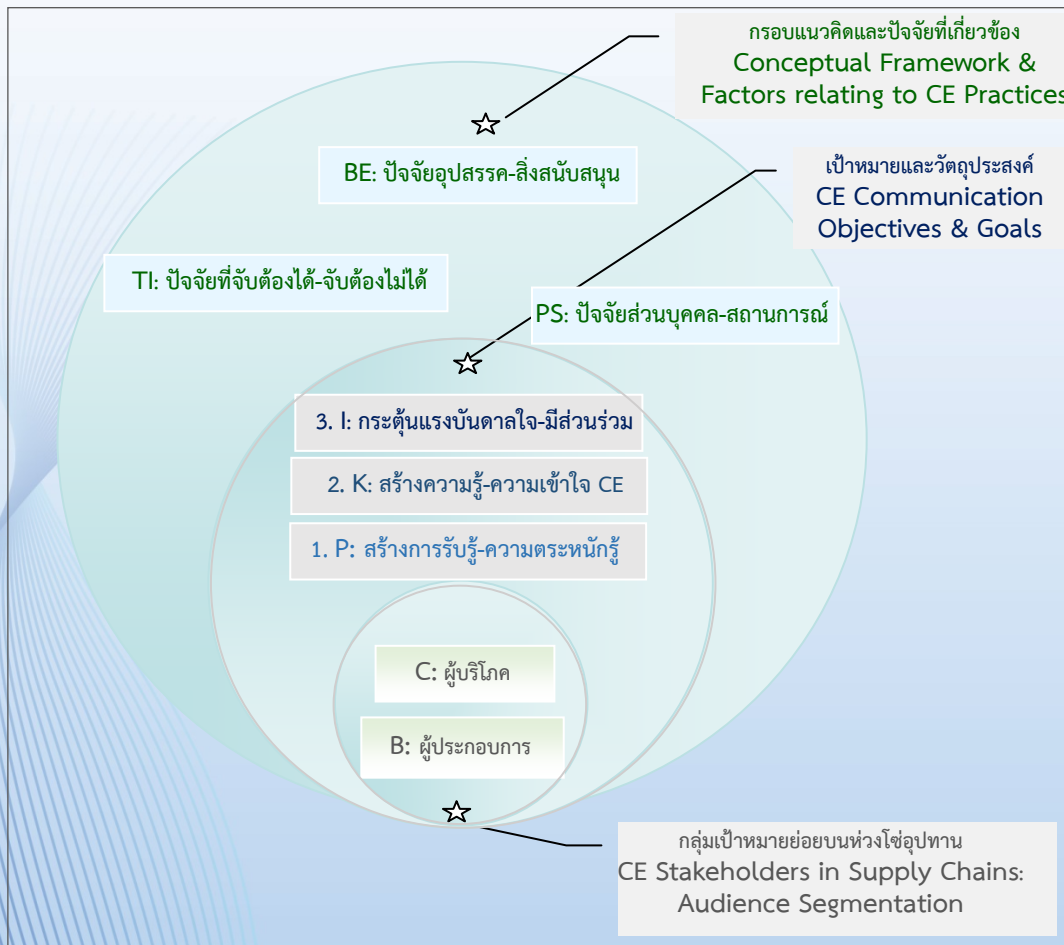 กรอบแนวคิดและปัจจัยที่เกี่ยวข้อง
Conceptual Framework &
Factors relating to CE Practices
เป้าหมายและวัตถุประสงค์
CE Communication
Objectives & Goals
BE: ปัจจัยอุปสรรค-สิ่งสนับสนุน
TI: ปัจจัยที่จับต้องได้-จับต้องไม่ได้
PS: ปัจจัยส่วนบุคคล-สถานการณ์
3. I: กระตุ้นแรงบันดาลใจ-มีส่วนร่วม
2. K: สร้างความรู้-ความเข้าใจ CE
1. P: สร้างการรับรู้-ความตระหนักรู้
C: ผู้บริโภค
B: ผู้ประกอบการ
กลุ่มเป้าหมายย่อยบนห่วงโซ่อุปทาน
CE Stakeholders in Supply Chains:
Audience Segmentation